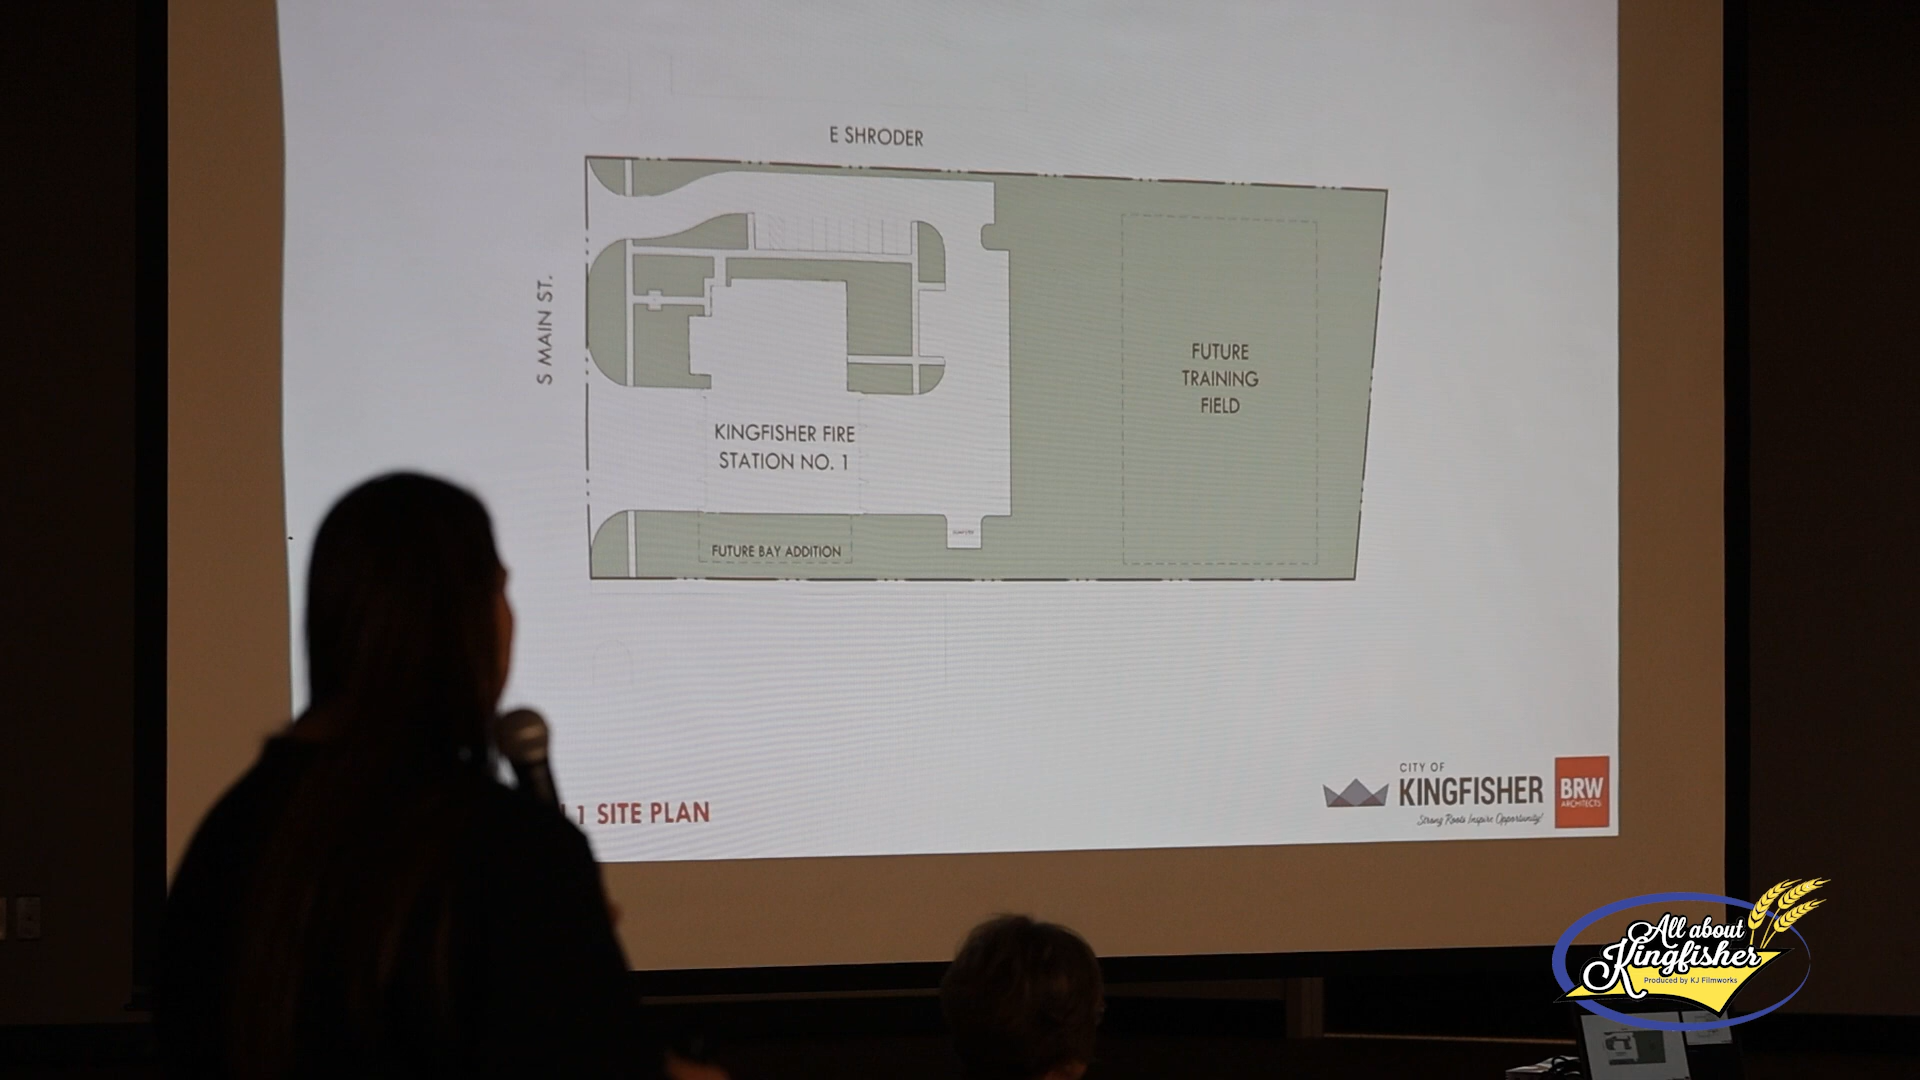 E SHRODER
S MAIN ST.
FUTURE
TRAINING
FIELD
KINGFISHER FIRE
STATION NO. 1
FUTURE BAY ADDITION
1 SITE PLAN
CITY OF
KINGFISHER
Strong Roots Inspire Opportunity!
BRW
ARCHITECTS
All about
Kingfisher
Produced by KJ Filmworks